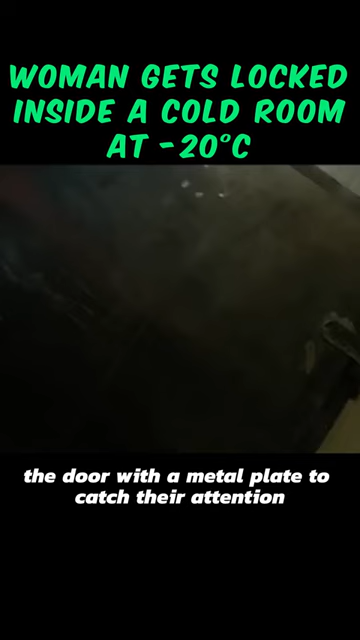 WOMAN GETS LOCKED
INSIDE A COLD ROOM
AT -20°C
the door with a metal plate to
catch their attention